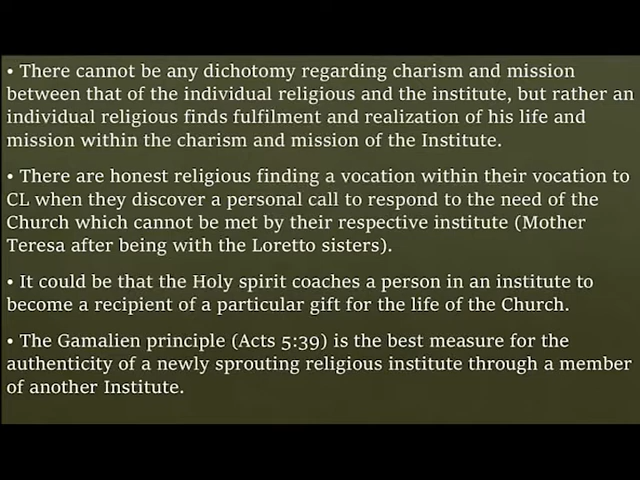 • There cannot be any dichotomy regarding charism and mission
between that of the individual religious and the institute, but rather an
individual religious finds fulfilment and realization of his life and
mission within the charism and mission of the Institute.
• There are honest religious finding a vocation within their vocation to
CL when they discover a personal call to respond to the need of the
Church which cannot be met by their respective institute (Mother
Teresa after being with the Loretto sisters).
• It could be that the Holy spirit coaches a person in an institute to
become a recipient of a particular gift for the life of the Church.
• The Gamalien principle (Acts 5:39) is the best measure for the
authenticity of a newly sprouting religious institute through a member
of another Institute.